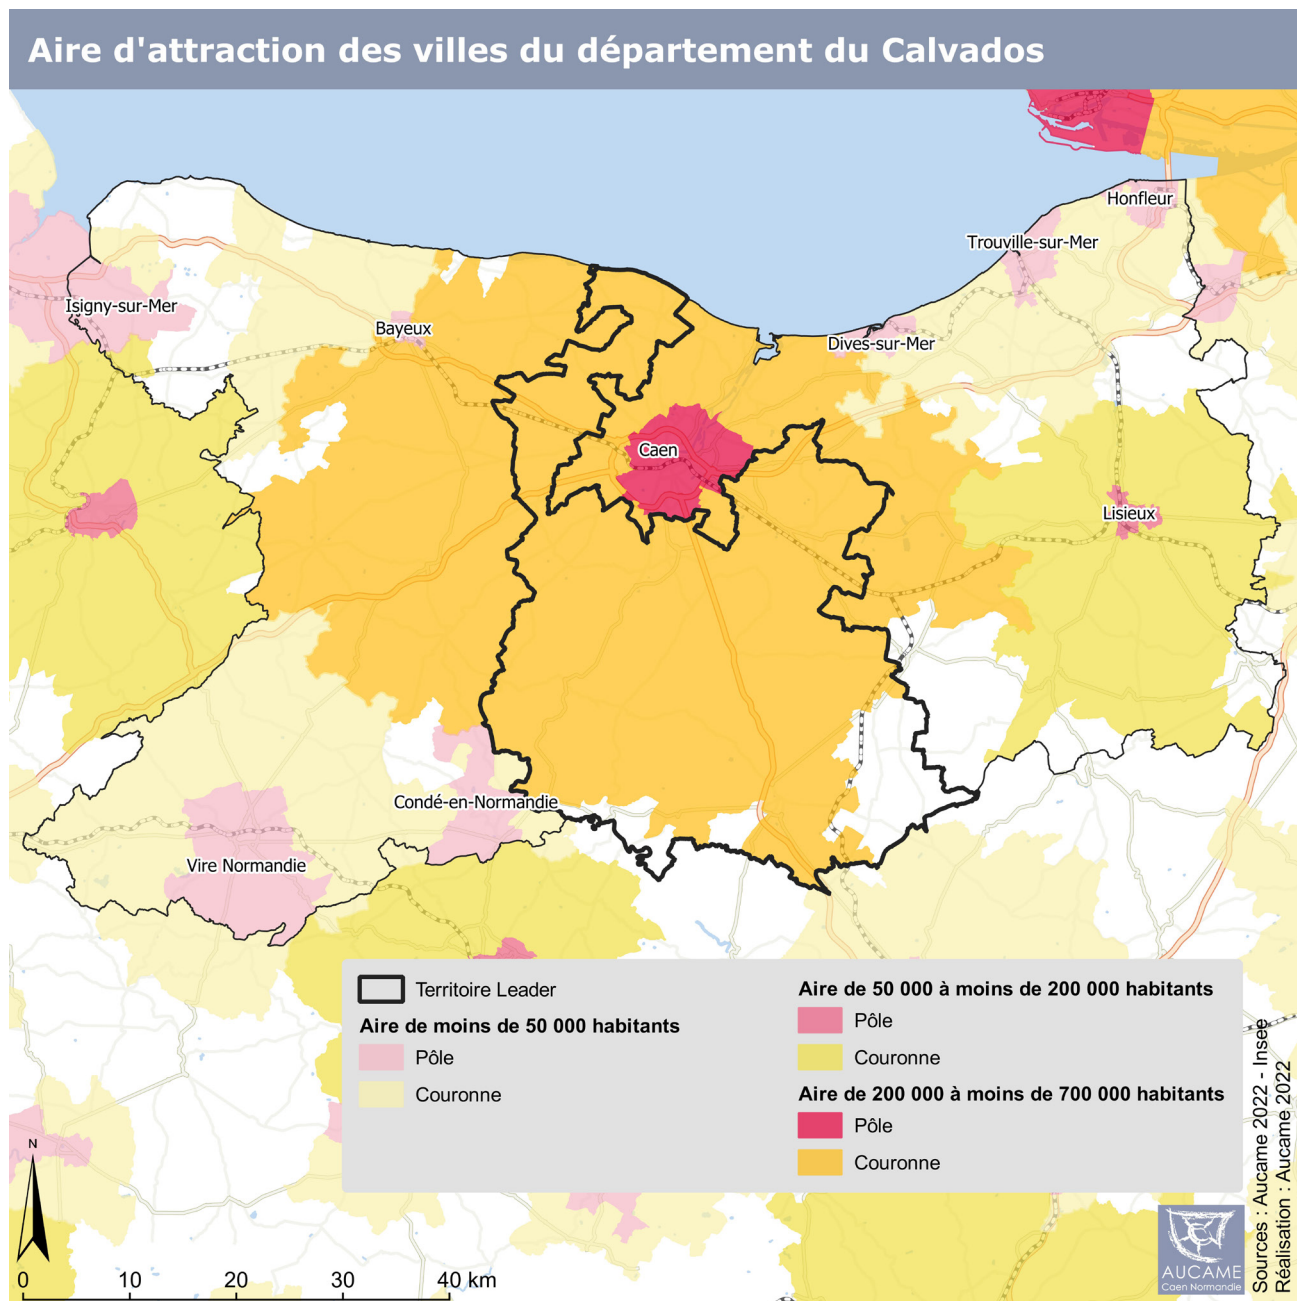 Aire d'attraction des villes du département du Calvados
Honfleur
Trouville-sur-Mer
Isigny-sur-Mer
Bayeux
Dives-sur-Mer
Caen
Lisieux
Condé-en-Normandie
Vire Normandie
Territoire Leader
Aire de moins de 50 000 habitants
Pôle
Couronne
Aire de 50 000 à moins de 200 000 habitants
Pôle
Couronne
Aire de 200 000 à moins de 700 000 habitants
Pôle
Couronne
N
0 10 20 30 40 km
Sources : Aucame 2022 - Insee
Réalisation : Aucame 2022
AUCAME
Caen Normandie